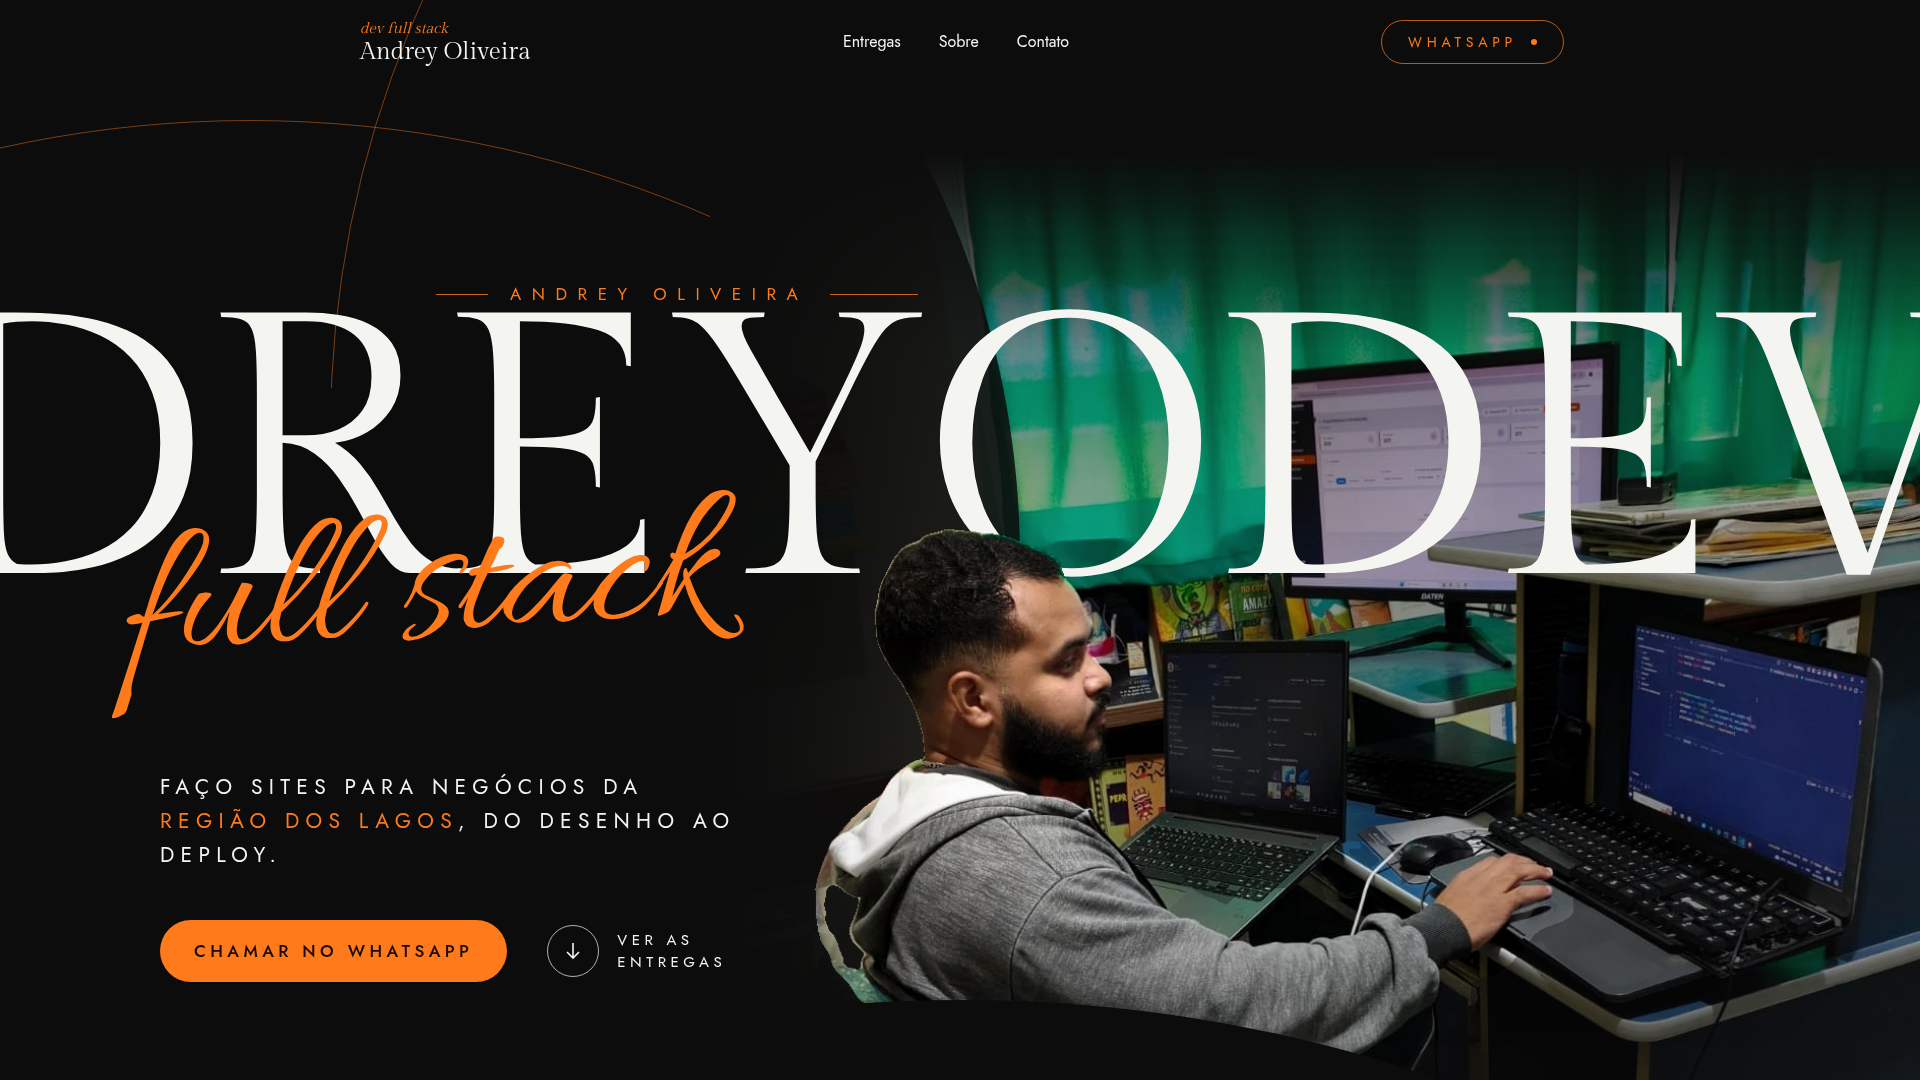 dev full stack
Andrey Oliveira
Entregas
Sobre
Contato
WHATSAPP
ANDREY OLIVEIRA
DREYODEV
full stack
FAÇO SITES PARA NEGÓCIOS DA
REGIÃO DOS LAGOS, DO DESENHO AO
DEPLOY.
CHAMAR NO WHATSAPP
VER AS
ENTREGAS
DATEN